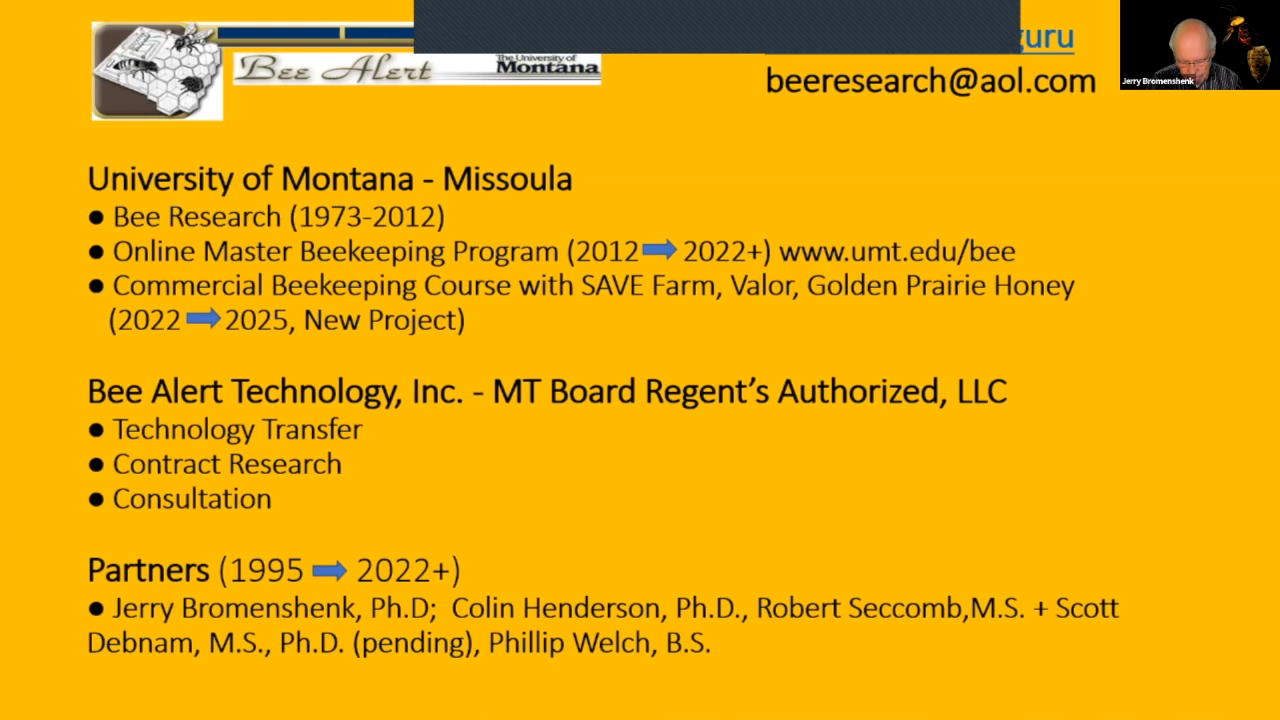 Bee Alert
The University of
Montana
guru
beeresearch@aol.com
Jerry Bromenshenk
University of Montana - Missoula
● Bee Research (1973-2012)
● Online Master Beekeeping Program (2012 ➡ 2022+) www.umt.edu/bee
● Commercial Beekeeping Course with SAVE Farm, Valor, Golden Prairie Honey
(2022 ➡ 2025, New Project)
Bee Alert Technology, Inc. - MT Board Regent’s Authorized, LLC
● Technology Transfer
● Contract Research
● Consultation
Partners (1995 ➡ 2022+)
● Jerry Bromenshenk, Ph.D; Colin Henderson, Ph.D., Robert Seccomb,M.S. + Scott
Debnam, M.S., Ph.D. (pending), Phillip Welch, B.S.